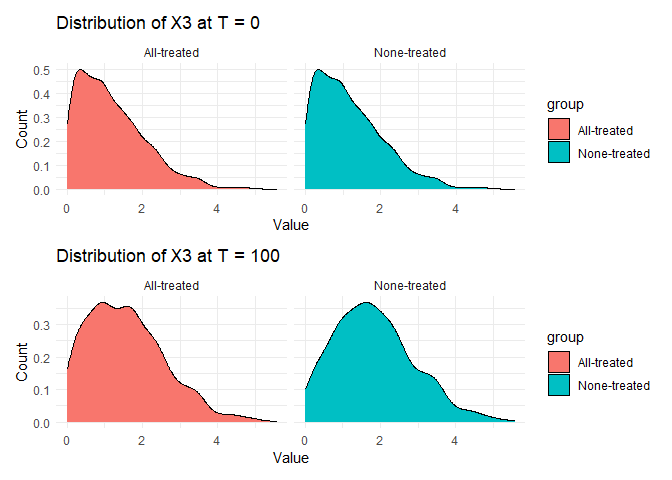 Distribution of X3 at T = 0
All-treated
None-treated
Count
0.5
0.4
0.3
0.2
0.1
0.0
0 2 4
0 2 4
Value
group
All-treated
None-treated
Distribution of X3 at T = 100
All-treated
None-treated
Count
0.3
0.2
0.1
0.0
0 2 4
0 2 4
Value
group
All-treated
None-treated